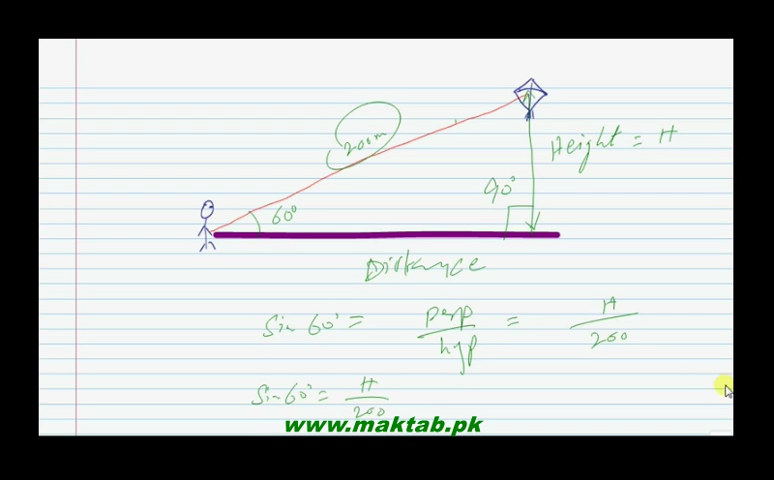 200m
Height = H
90°
60°
Distance
Sin 60° = perp/hyp = H/200
Sin 60° = H/200
www.maktab.pk